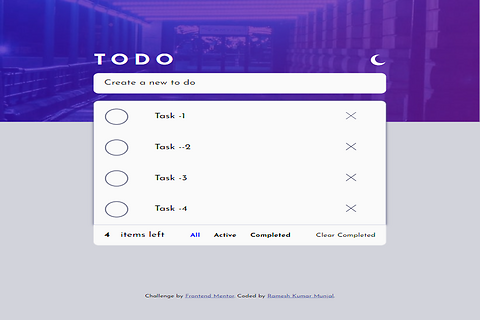 TODO
Create a new to do
Task -1
Task --2
Task -3
Task -4
4 items left All Active Completed Clear Completed
Challenge by Frontend Mentor. Coded by Ramesh Kumar Munial.